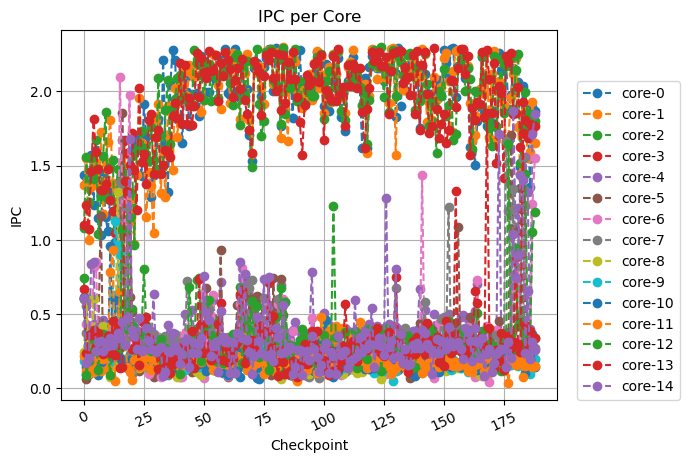 IPC per Core
IPC
2.0
1.5
1.0
0.5
0.0
0
25
50
75
100
125
150
175
Checkpoint
core-0
core-1
core-2
core-3
core-4
core-5
core-6
core-7
core-8
core-9
core-10
core-11
core-12
core-13
core-14